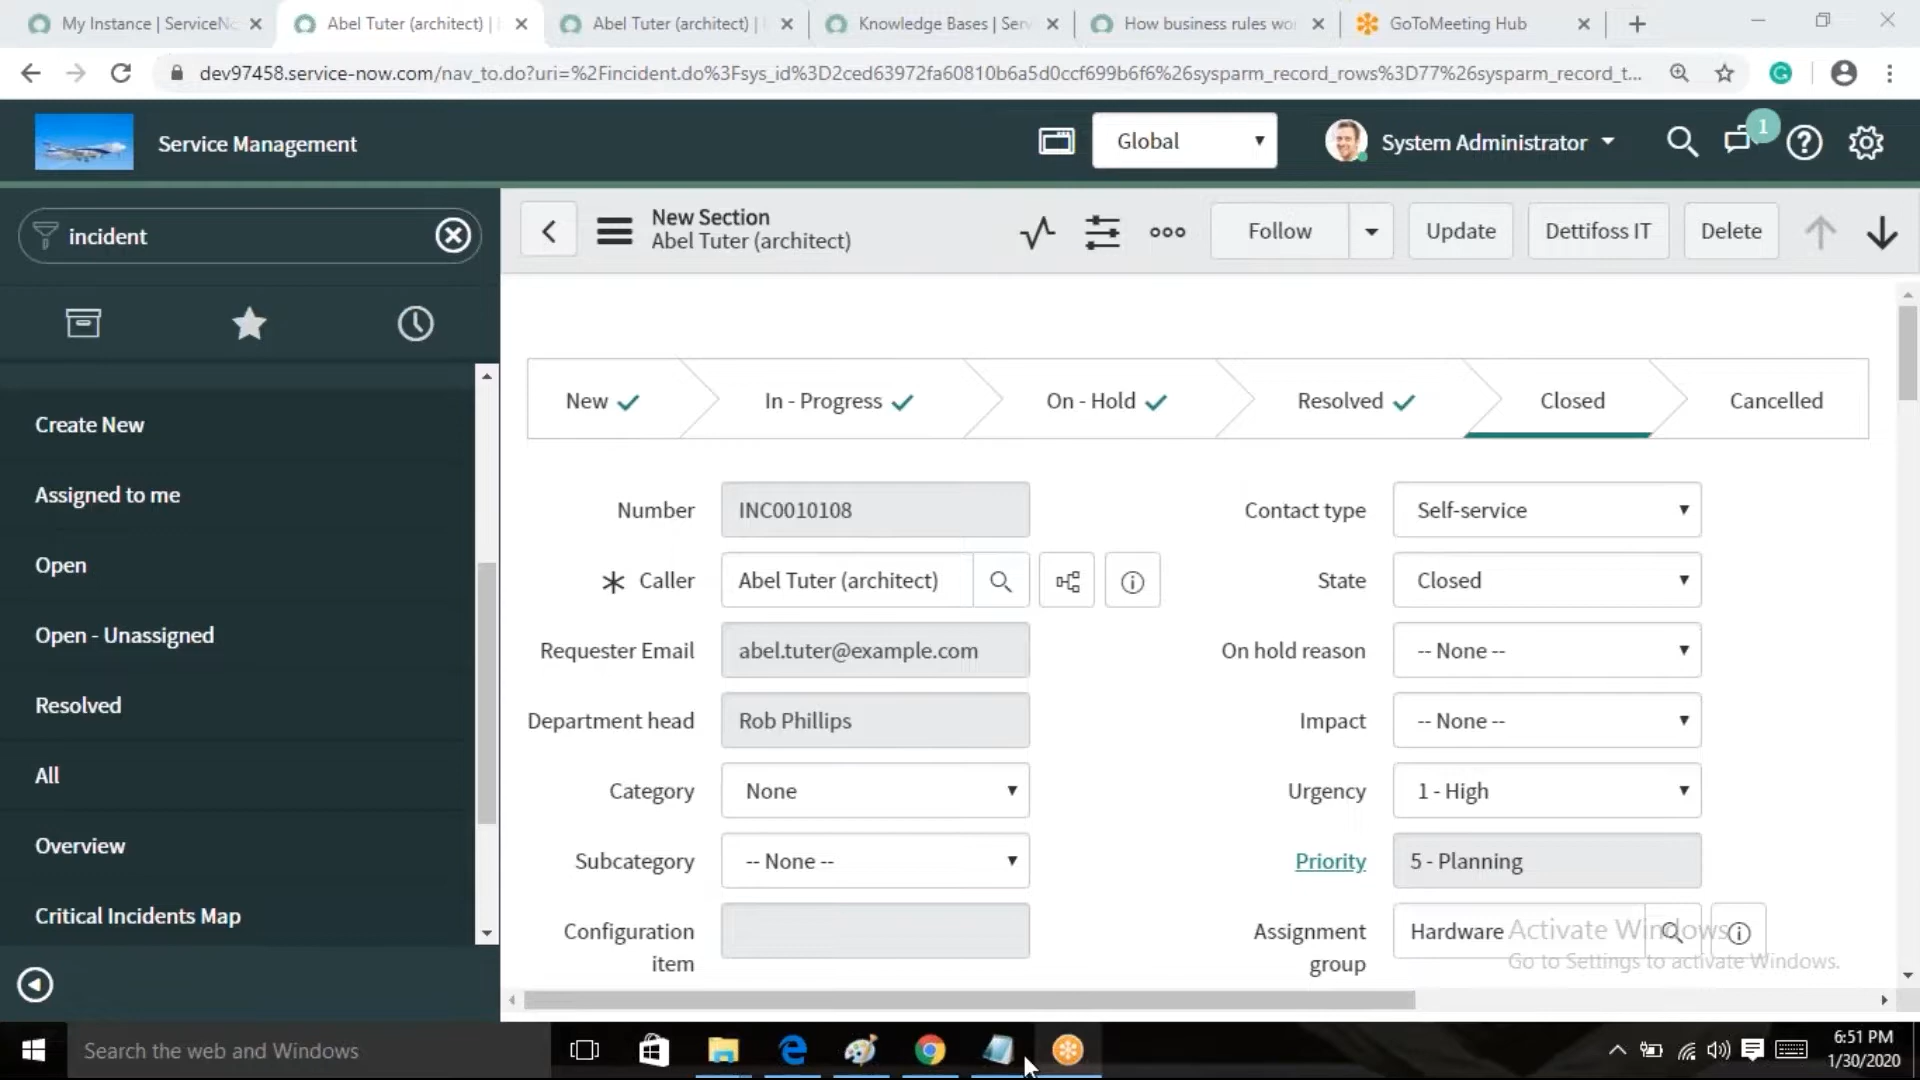 My Instance | ServiceNo
Abel Tuter (architect) |
Abel Tuter (architect) |
Knowledge Bases | Serv
How business rules wor
GoToMeeting Hub
dev97458.service-now.com/nav_to.do?uri=%2Fincident.do%3Fsys_id%3D2ced63972fa60810b6a5d0ccf699b6f6%26sysparm_record_rows%3D77%26sysparm_record_t...
Service Management
Global
System Administrator
1
incident
New Section
Abel Tuter (architect)
Follow
Update
Dettifoss IT
Delete
Create New
Assigned to me
Open
Open - Unassigned
Resolved
All
Overview
Critical Incidents Map
New
In - Progress
On - Hold
Resolved
Closed
Cancelled
Number
INC0010108
Contact type
Self-service
Caller
Abel Tuter (architect)
State
Closed
Requester Email
abel.tuter@example.com
On hold reason
-- None --
Department head
Rob Phillips
Impact
-- None --
Category
None
Urgency
1 - High
Subcategory
-- None --
Priority
5 - Planning
Configuration
item
Assignment
group
Hardware
Activate Windows
Go to Settings to activate Windows.
Search the web and Windows
6:51 PM
1/30/2020